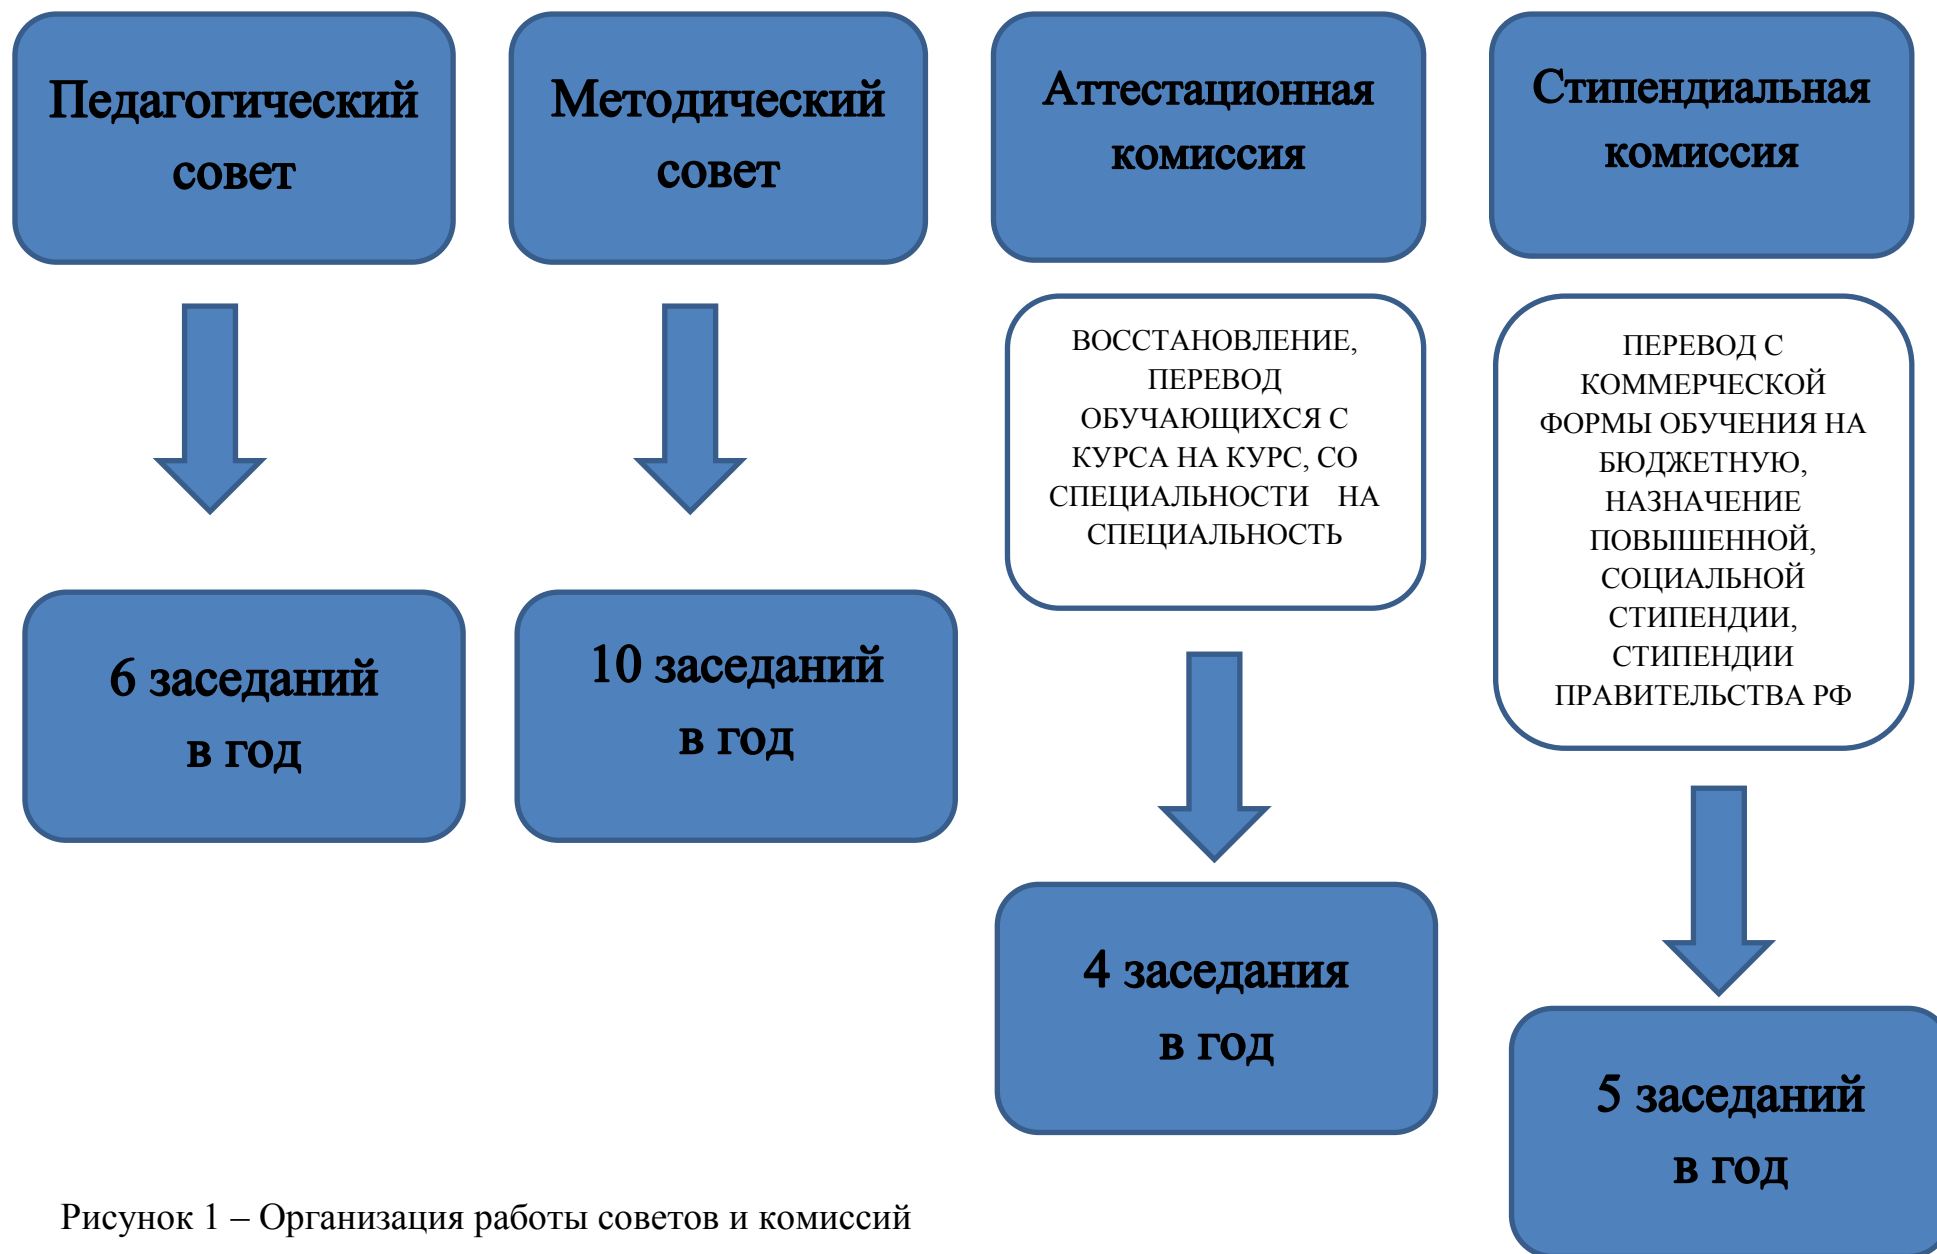 Педагогический
совет
6 заседаний
в год
Методический
совет
10 заседаний
в год
Аттестационная
комиссия
ВОССТАНОВЛЕНИЕ,
ПЕРЕВОД
ОБУЧАЮЩИХСЯ С
КУРСА НА КУРС, СО
СПЕЦИАЛЬНОСТИ НА
СПЕЦИАЛЬНОСТЬ
4 заседания
в год
Стипендиальная
комиссия
ПЕРЕВОД С
КОММЕРЧЕСКОЙ
ФОРМЫ ОБУЧЕНИЯ НА
БЮДЖЕТНУЮ,
НАЗНАЧЕНИЕ
ПОВЫШЕННОЙ,
СОЦИАЛЬНОЙ
СТИПЕНДИИ,
СТИПЕНДИИ
ПРАВИТЕЛЬСТВА РФ
5 заседаний
в год
Рисунок 1 – Организация работы советов и комиссий